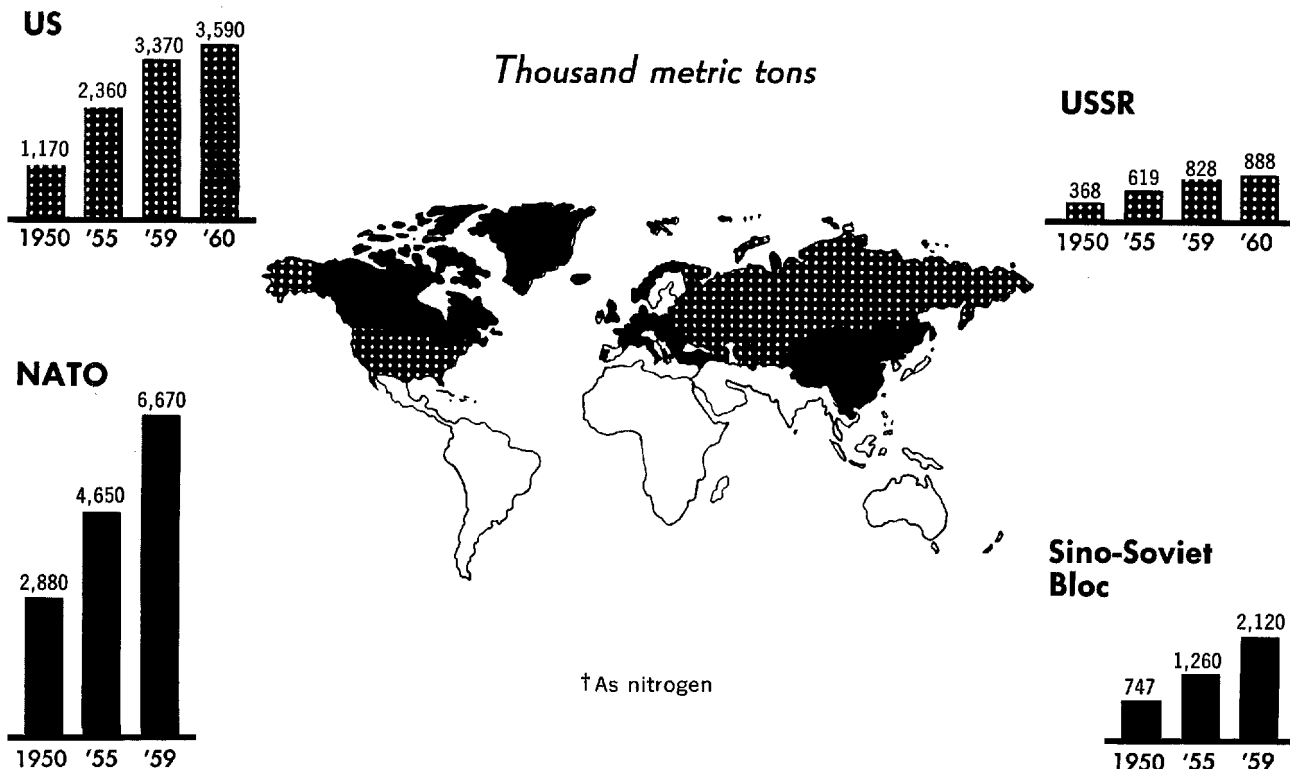 US
1,170
2,360
3,370
3,590
1950 '55 '59 '60
Thousand metric tons
USSR
368
619
828
888
1950 '55 '59 '60
NATO
2,880
4,650
6,670
1950 '55 '59
Sino-Soviet
Bloc
747
1,260
2,120
1950 '55 '59
†As nitrogen